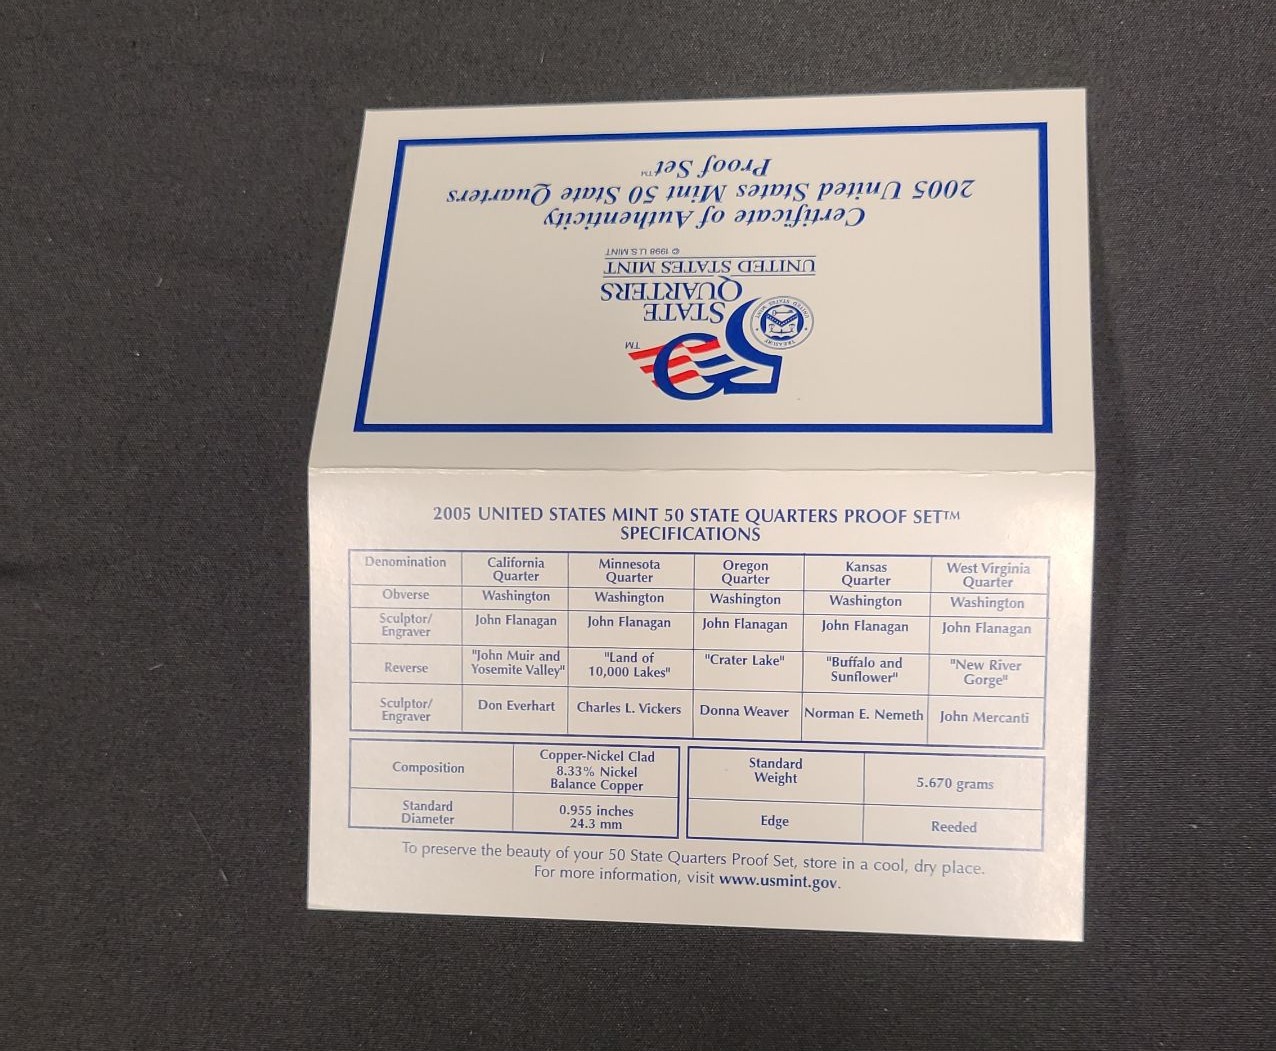 Certificate of Authenticity
2005 United States Mint 50 State Quarters
Proof Set™
50
TM
STATE
QUARTERS
UNITED STATES MINT
© 1998 U.S. MINT
2005 UNITED STATES MINT 50 STATE QUARTERS PROOF SET™
SPECIFICATIONS
Denomination California Quarter Minnesota Quarter Oregon Quarter Kansas Quarter West Virginia Quarter
Obverse Washington Washington Washington Washington Washington
Sculptor/ Engraver John Flanagan John Flanagan John Flanagan John Flanagan John Flanagan
Reverse "John Muir and Yosemite Valley" "Land of 10,000 Lakes" "Crater Lake" "Buffalo and Sunflower" "New River Gorge"
Sculptor/ Engraver Don Everhart Charles L. Vickers Donna Weaver Norman E. Nemeth John Mercanti
Composition Copper-Nickel Clad 8.33% Nickel Balance Copper
Standard Weight 5.670 grams
Standard Diameter 0.955 inches 24.3 mm
Edge Reeded
To preserve the beauty of your 50 State Quarters Proof Set, store in a cool, dry place.
For more information, visit www.usmint.gov.